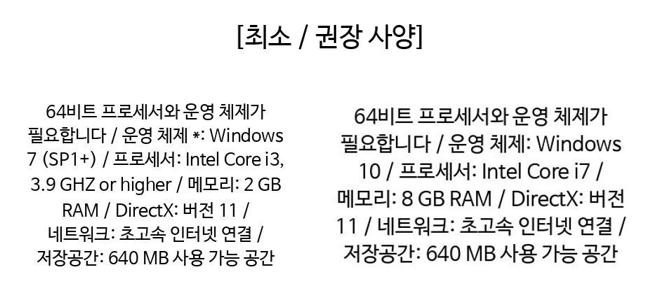 [최소 / 권장 사양]
64비트 프로세서와 운영 체제가
필요합니다 / 운영 체제 *: Windows
7 (SP1+) / 프로세서: Intel Core i3,
3.9 GHZ or higher / 메모리: 2 GB
RAM / DirectX: 버전 11 /
네트워크: 초고속 인터넷 연결 /
저장공간: 640 MB 사용 가능 공간
64비트 프로세서와 운영 체제가
필요합니다 / 운영 체제: Windows
10 / 프로세서: Intel Core i7 /
메모리: 8 GB RAM / DirectX: 버전
11 / 네트워크: 초고속 인터넷 연결 /
저장공간: 640 MB 사용 가능 공간